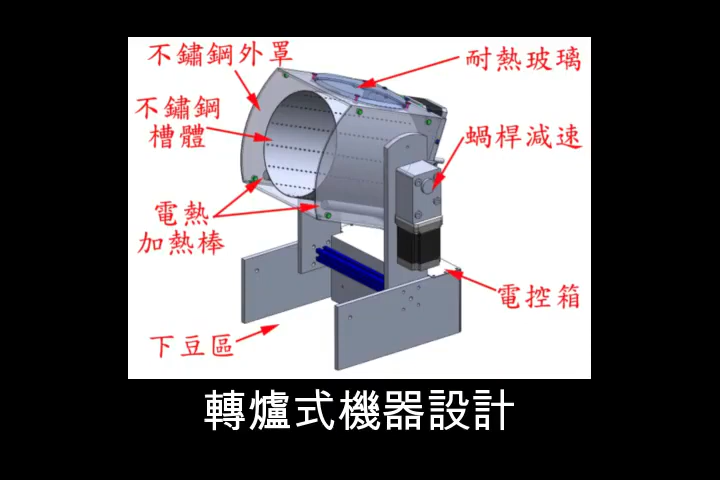 不鏽鋼外罩
耐熱玻璃
不鏽鋼
槽體
蝸桿減速
電熱
加熱棒
電控箱
下豆區
轉爐式機器設計